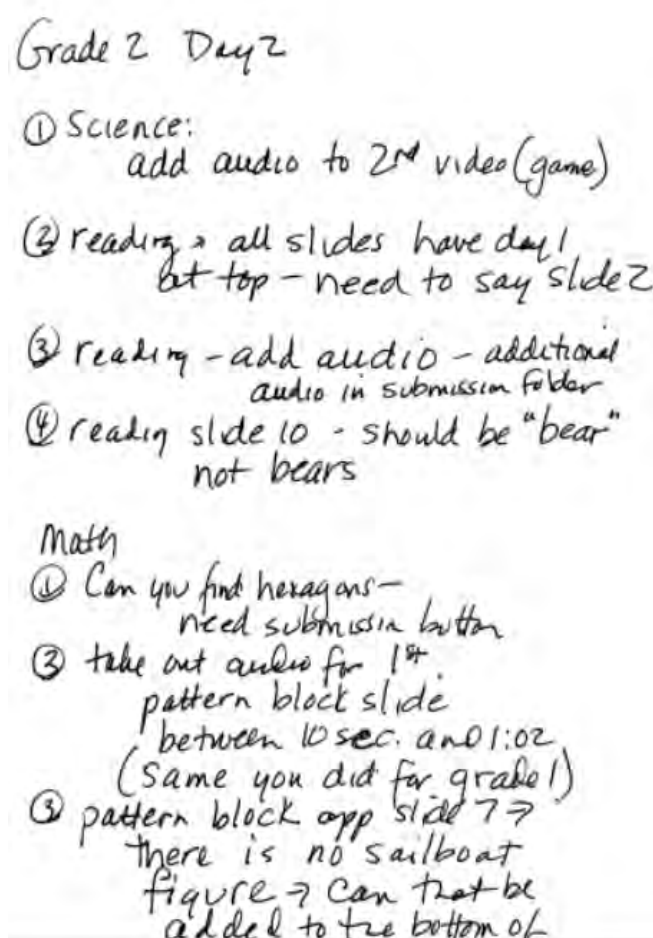 Grade 2 Day 2
① Science:
add audio to 2nd video (game)
② reading - all slides have day 1
at top - need to say slide 2
③ reading - add audio - additional
audio in submission folder
④ readin slide 10 - should be "bear"
not bears
Math
① Can you find hexagons -
need submission button
② take out audio for 1st
pattern block slide
between 10 sec. and 1:02
(Same you did for grade 1)
③ pattern block app slide 7 →
there is no sailboat
figure → can that be
added to the bottom of